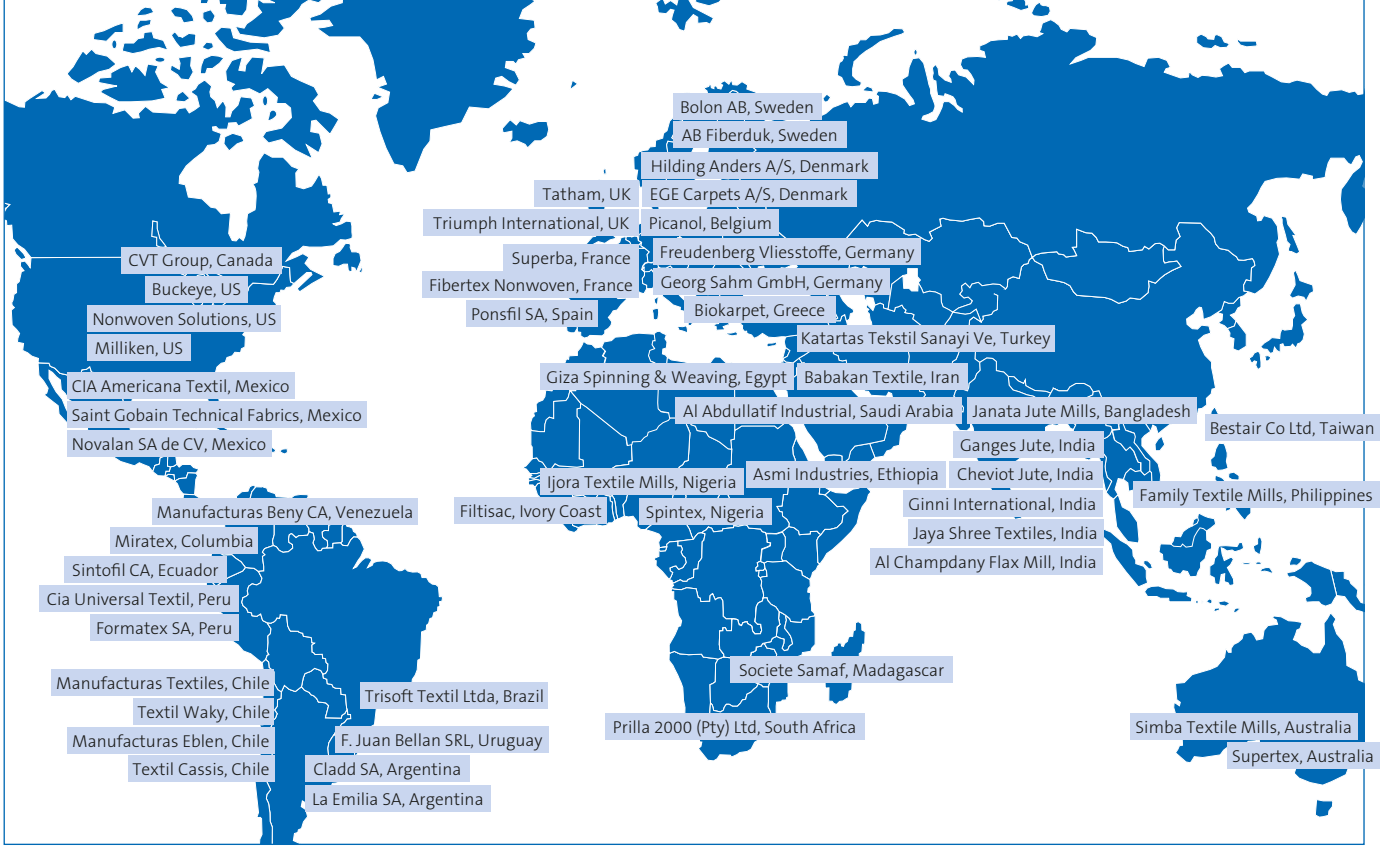 Bolon AB, Sweden
AB Fiberduk, Sweden
Hilding Anders A/S, Denmark
Tatham, UK
EGE Carpets A/S, Denmark
Triumph International, UK
Picanol, Belgium
Superba, France
Freudenberg Vliesstoffe, Germany
Fibertex Nonwoven, France
Georg Sahm GmbH, Germany
Ponsfil SA, Spain
Biokarpet, Greece
Katartas Tekstil Sanayi Ve, Turkey
CVT Group, Canada
Buckeye, US
Nonwoven Solutions, US
Milliken, US
CIA Americana Textil, Mexico
Saint Gobain Technical Fabrics, Mexico
Novalan SA de CV, Mexico
Giza Spinning & Weaving, Egypt
Babakan Textile, Iran
Al Abdullatif Industrial, Saudi Arabia
Janata Jute Mills, Bangladesh
Bestair Co Ltd, Taiwan
Ganges Jute, India
Ijora Textile Mills, Nigeria
Asmi Industries, Ethiopia
Cheviot Jute, India
Family Textile Mills, Philippines
Filtisac, Ivory Coast
Spintex, Nigeria
Ginni International, India
Jaya Shree Textiles, India
Al Champdany Flax Mill, India
Manufacturas Beny CA, Venezuela
Miratex, Columbia
Sintofil CA, Ecuador
Cia Universal Textil, Peru
Formatex SA, Peru
Manufacturas Textiles, Chile
Trisoft Textil Ltda, Brazil
Textil Waky, Chile
Manufacturas Eblen, Chile
F. Juan Bellan SRL, Uruguay
Textil Cassis, Chile
Cladd SA, Argentina
La Emilia SA, Argentina
Societe Samaf, Madagascar
Prilla 2000 (Pty) Ltd, South Africa
Simba Textile Mills, Australia
Supertex, Australia